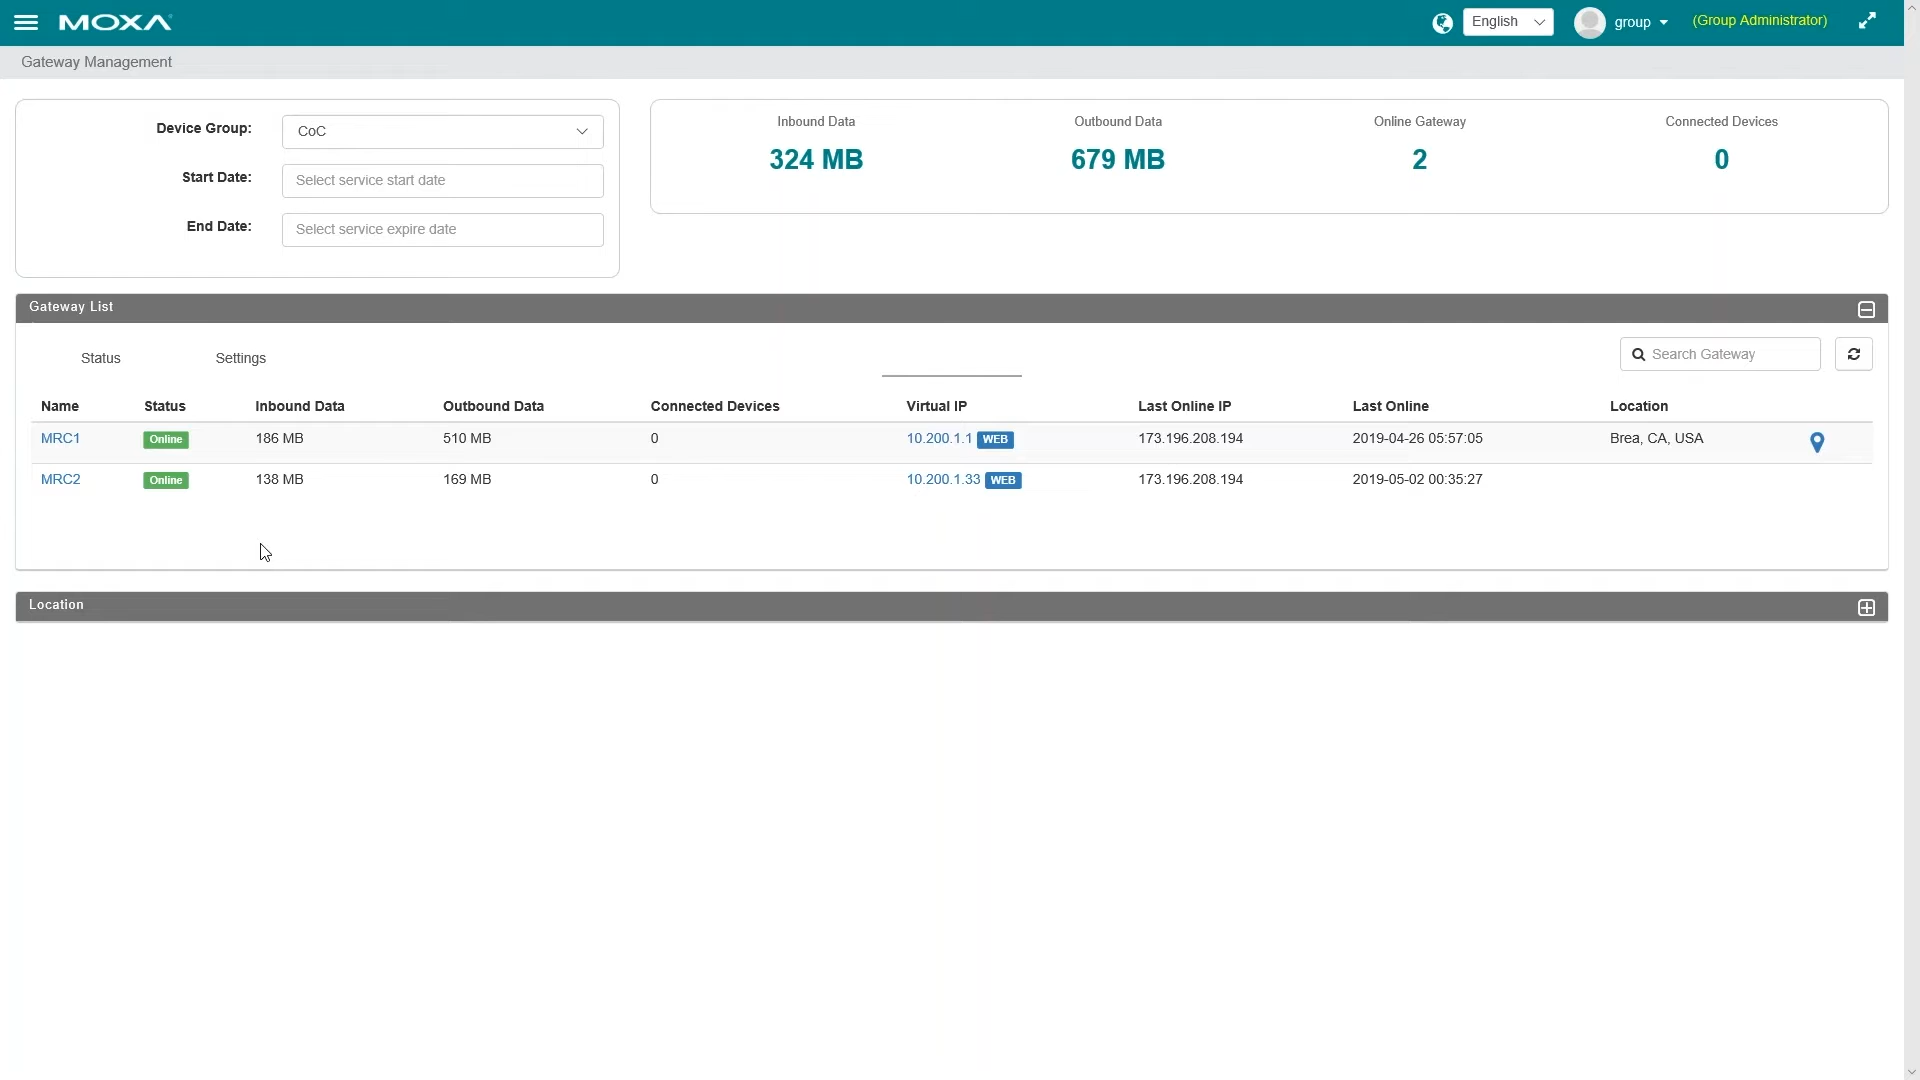 MOXA
English
group
(Group Administrator)
Gateway Management
Device Group:
CoC
Start Date:
Select service start date
End Date:
Select service expire date
Inbound Data
Outbound Data
Online Gateway
Connected Devices
324 MB
679 MB
2
0
Gateway List
Status
Settings
Search Gateway
Name Status Inbound Data Outbound Data Connected Devices Virtual IP Last Online IP Last Online Location
MRC1 Online 186 MB 510 MB 0 10.200.1.1 WEB 173.196.208.194 2019-04-26 05:57:05 Brea, CA, USA
MRC2 Online 138 MB 169 MB 0 10.200.1.33 WEB 173.196.208.194 2019-05-02 00:35:27
Location